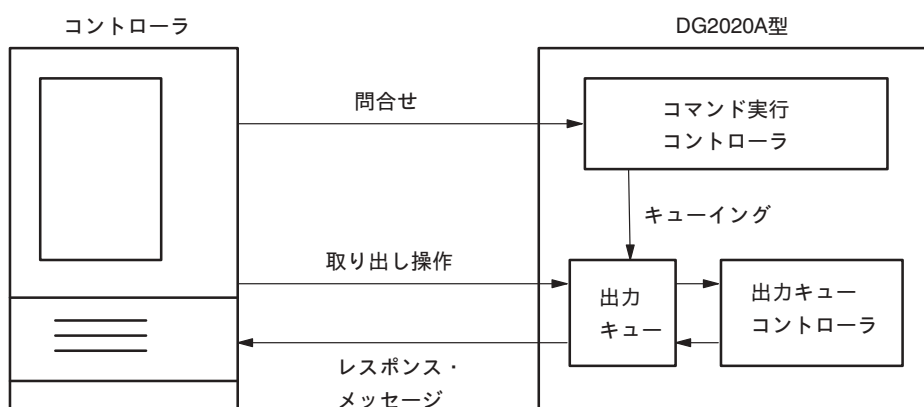 コントローラ
DG2020A型
問合せ
コマンド実行
コントローラ
キューイング
取り出し操作
出力
キュー
出力キュー
コントローラ
レスポンス・
メッセージ